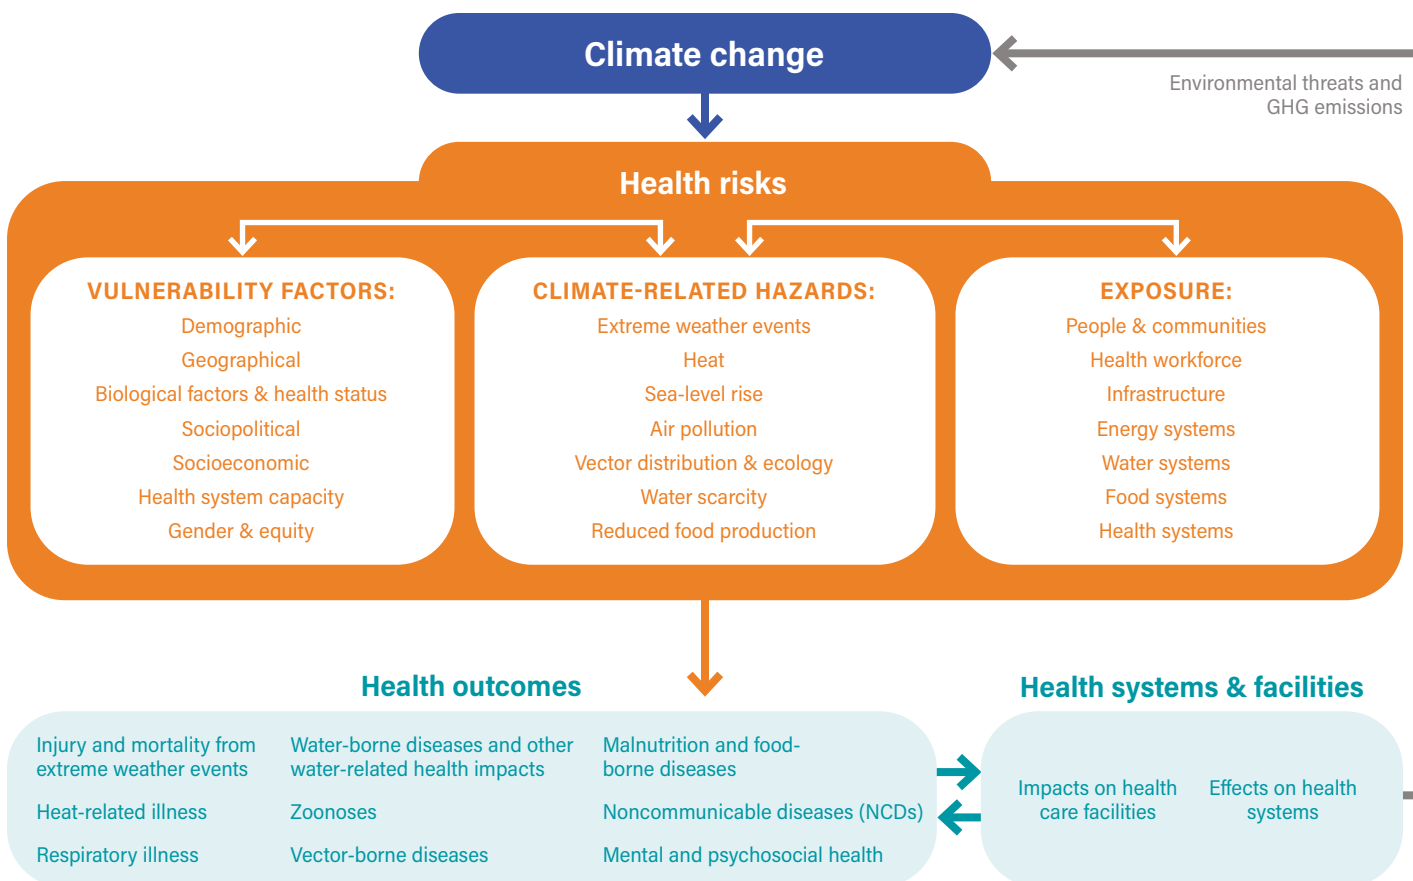 Climate change
Environmental threats and
GHG emissions
Health risks
VULNERABILITY FACTORS:
Demographic
Geographical
Biological factors & health status
Sociopolitical
Socioeconomic
Health system capacity
Gender & equity
CLIMATE-RELATED HAZARDS:
Extreme weather events
Heat
Sea-level rise
Air pollution
Vector distribution & ecology
Water scarcity
Reduced food production
EXPOSURE:
People & communities
Health workforce
Infrastructure
Energy systems
Water systems
Food systems
Health systems
Health outcomes
Injury and mortality from
extreme weather events
Heat-related illness
Respiratory illness
Water-borne diseases and other
water-related health impacts
Zoonoses
Vector-borne diseases
Malnutrition and food-
borne diseases
Noncommunicable diseases (NCDs)
Mental and psychosocial health
Health systems & facilities
Impacts on health
care facilities
Effects on health
systems